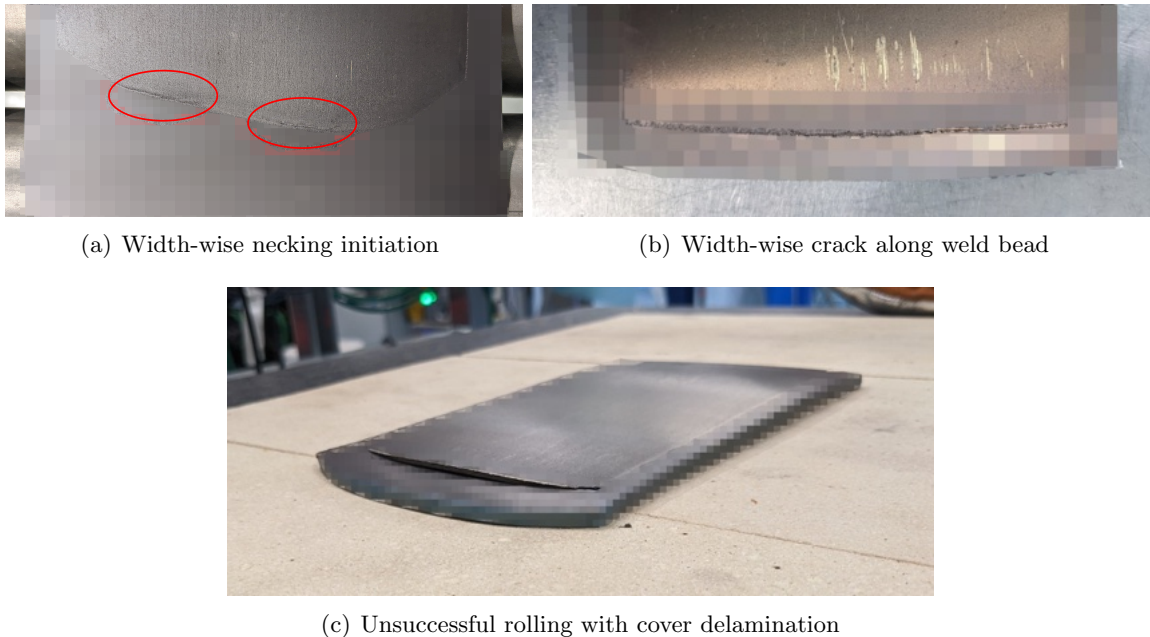 (a) Width-wise necking initiation
(b) Width-wise crack along weld bead
(c) Unsuccessful rolling with cover delamination